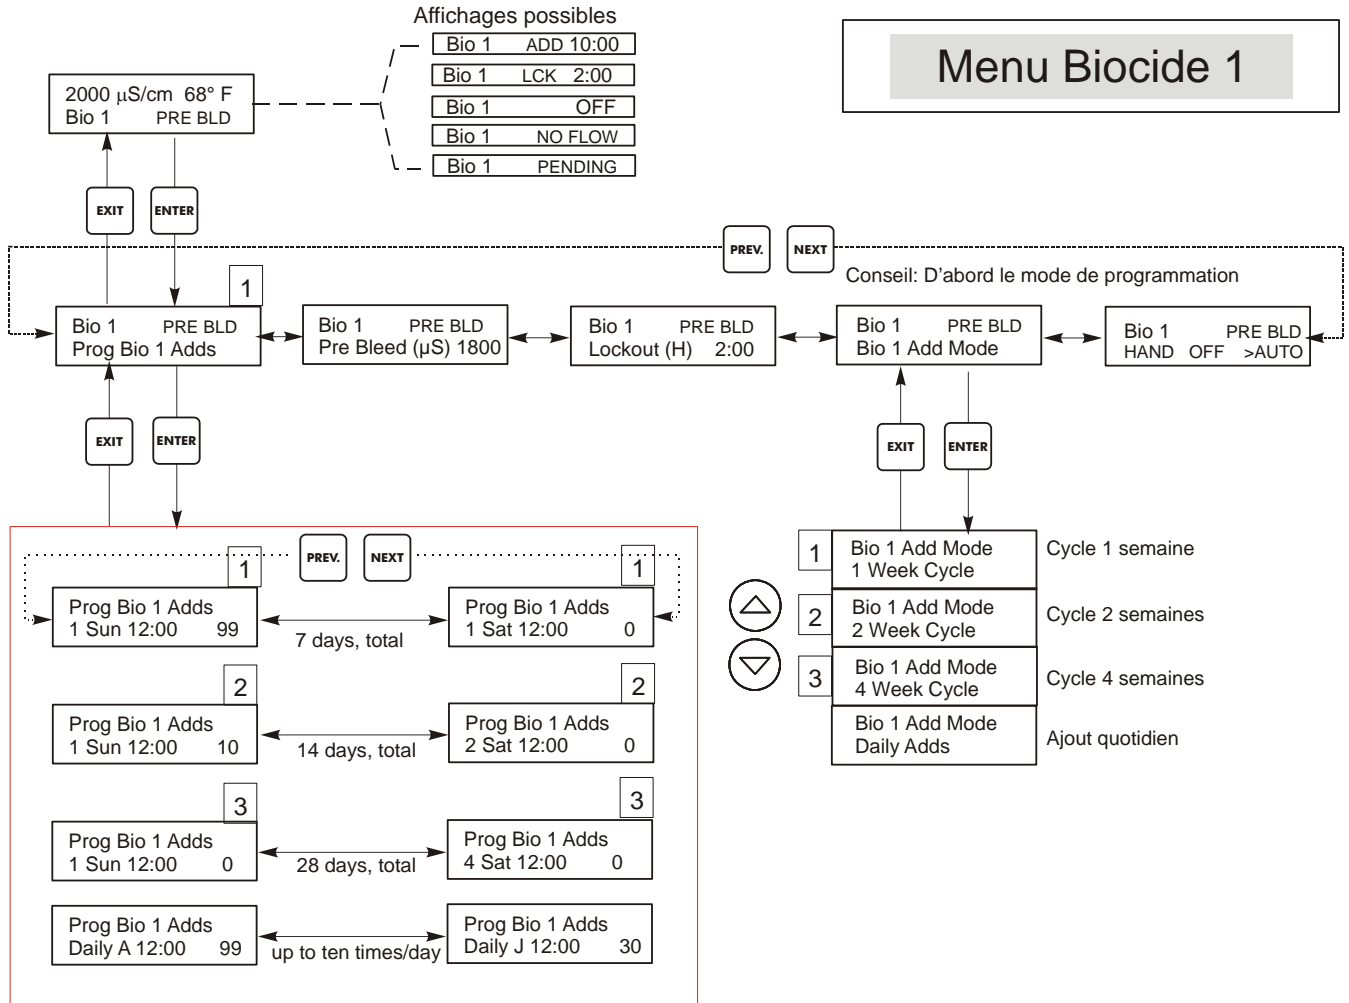 Affichages possibles
Bio 1 ADD 10:00
Bio 1 LCK 2:00
Bio 1 OFF
Bio 1 NO FLOW
Bio 1 PENDING
Menu Biocide 1
2000 µS/cm 68° F
Bio 1 PRE BLD
EXIT
ENTER
PREV.
NEXT
Conseil: D'abord le mode de programmation
1
Bio 1 PRE BLD
Prog Bio 1 Adds
Bio 1 PRE BLD
Pre Bleed (µS) 1800
Bio 1 PRE BLD
Lockout (H) 2:00
Bio 1 PRE BLD
Bio 1 Add Mode
Bio 1 PRE BLD
HAND OFF >AUTO
EXIT
ENTER
EXIT
ENTER
PREV.
NEXT
1
Prog Bio 1 Adds
1 Sun 12:00 99
7 days, total
1
Prog Bio 1 Adds
1 Sat 12:00 0
2
Prog Bio 1 Adds
1 Sun 12:00 10
14 days, total
2
Prog Bio 1 Adds
2 Sat 12:00 0
3
Prog Bio 1 Adds
1 Sun 12:00 0
28 days, total
3
Prog Bio 1 Adds
4 Sat 12:00 0
Prog Bio 1 Adds
Daily A 12:00 99
up to ten times/day
Prog Bio 1 Adds
Daily J 12:00 30
1
Bio 1 Add Mode
1 Week Cycle
Cycle 1 semaine
2
Bio 1 Add Mode
2 Week Cycle
Cycle 2 semaines
3
Bio 1 Add Mode
4 Week Cycle
Cycle 4 semaines
Bio 1 Add Mode
Daily Adds
Ajout quotidien